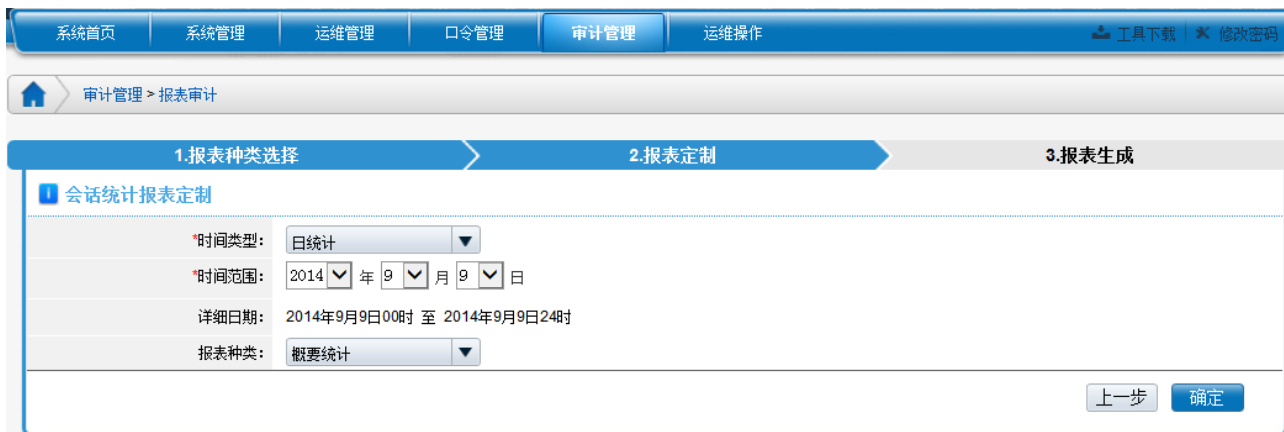 系统首页 系统管理 运维管理 口令管理 审计管理 运维操作 工具下载 修改密码
审计管理 > 报表审计
1.报表种类选择 2.报表定制 3.报表生成
会话统计报表定制
*时间类型： 日统计
*时间范围： 2014 年 9 月 9 日
详细日期： 2014年9月9日00时 至 2014年9月9日24时
报表种类： 概要统计
上一步 确定